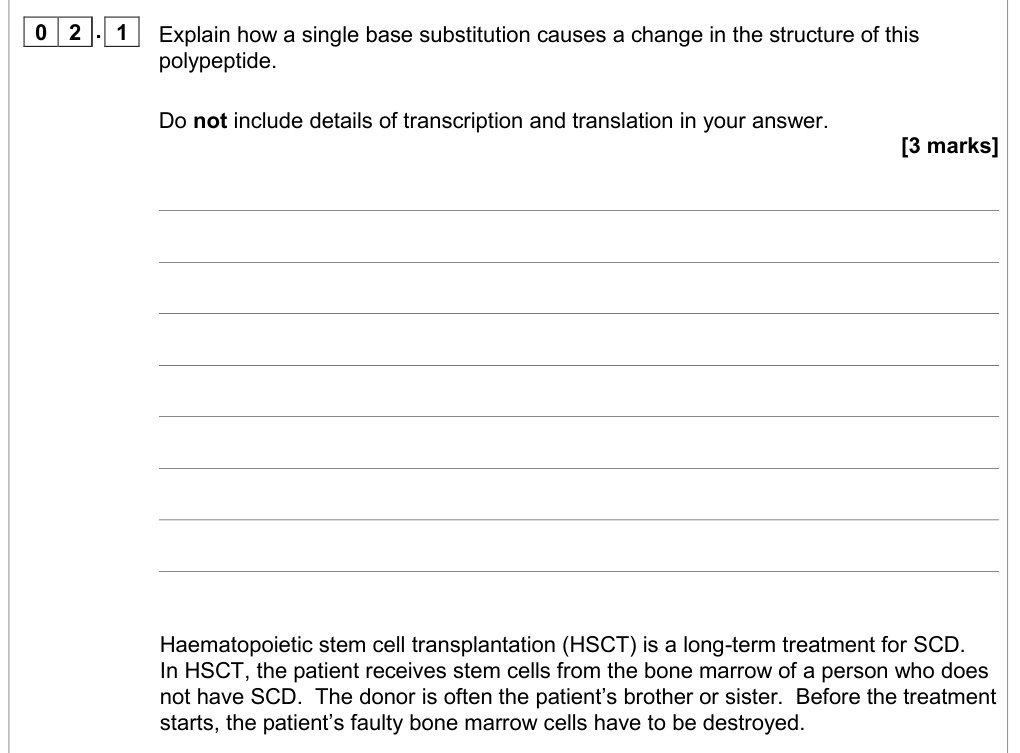 02.1 Explain how a single base substitution causes a change in the structure of this
polypeptide.
Do not include details of transcription and translation in your answer.
[3 marks]
Haematopoietic stem cell transplantation (HSCT) is a long-term treatment for SCD.
In HSCT, the patient receives stem cells from the bone marrow of a person who does
not have SCD. The donor is often the patient’s brother or sister. Before the treatment
starts, the patient’s faulty bone marrow cells have to be destroyed.